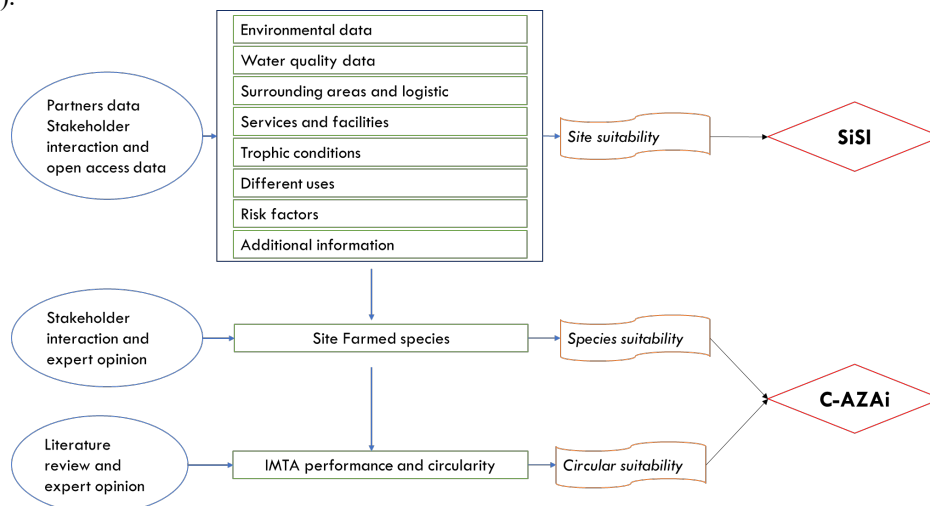 ).
Partners data
Stakeholder
interaction and
open access data
Environmental data
Water quality data
Surrounding areas and logistic
Services and facilities
Trophic conditions
Different uses
Risk factors
Additional information
Site suitability
SiSI
Stakeholder
interaction and
expert opinion
Site Farmed species
Species suitability
C-AZAi
Literature
review and
expert opinion
IMTA performance and circularity
Circular suitability